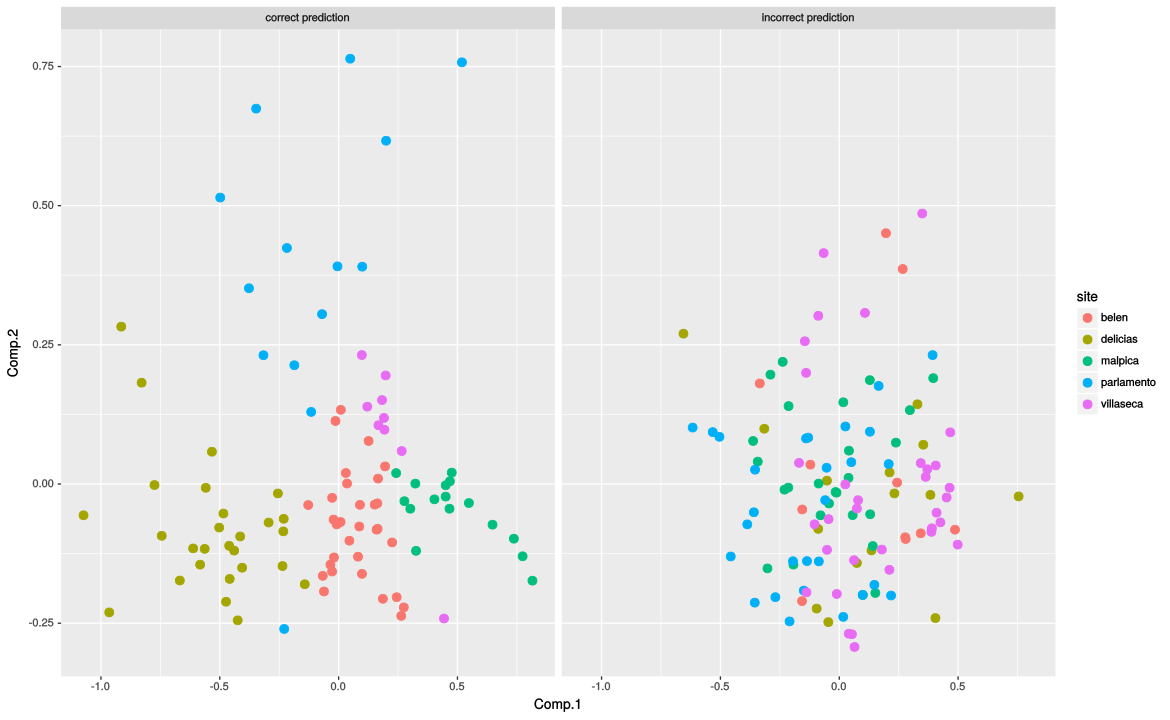 correct prediction
incorrect prediction
0.75
0.50
0.25
0.00
-0.25
Comp.2
-1.0
-0.5
0.0
0.5
-1.0
-0.5
0.0
0.5
Comp.1
site
belen
delicias
malpica
parlamento
villaseca